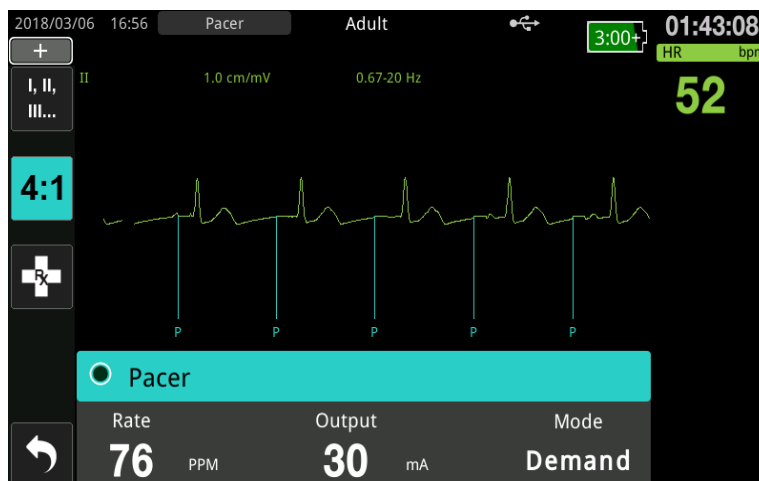 2018/03/06 16:56 Pacer Adult 3:00+ 01:43:08
+ HR bpm
I, II,
III...
II 1.0 cm/mV 0.67-20 Hz 52
4:1
Rx
P P P P P
Pacer
Rate Output Mode
76 PPM 30 mA Demand